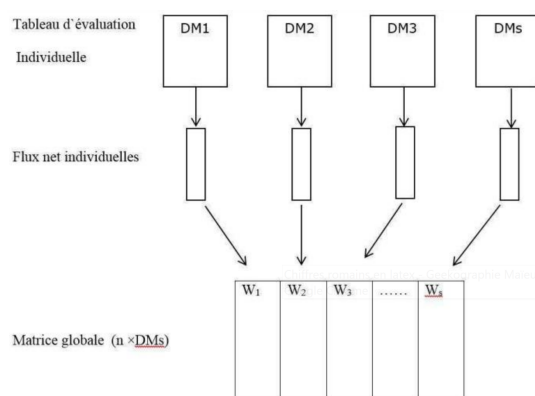 Tableau d`évaluation
Individuelle
DM1 DM2 DM3 DMs
Flux net individuelles
W1 W2 W3 ...... Ws
Matrice globale (n ×DMs)